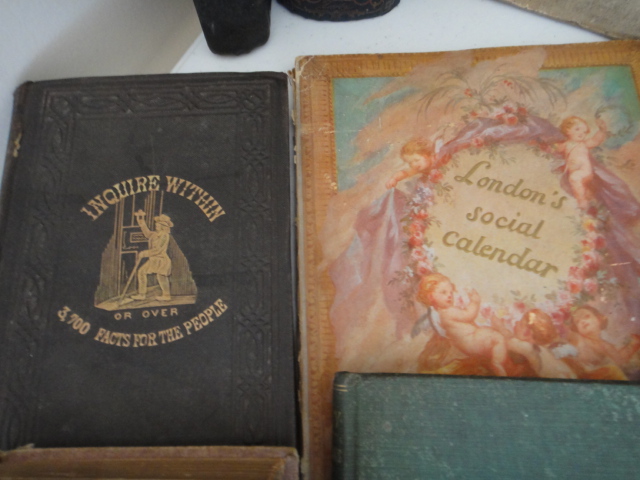 INQUIRE WITHIN
OR OVER
3,700 FACTS FOR THE PEOPLE
London's
social
calendar